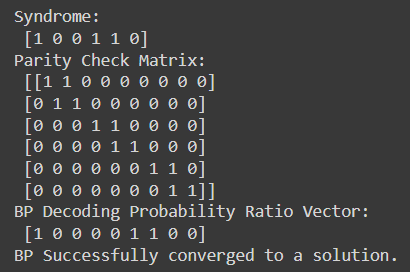 Syndrome:
[1 0 0 1 1 0]
Parity Check Matrix:
[[1 1 0 0 0 0 0 0 0]
[0 1 1 0 0 0 0 0 0]
[0 0 0 1 1 0 0 0 0]
[0 0 0 0 1 1 0 0 0]
[0 0 0 0 0 0 1 1 0]
[0 0 0 0 0 0 0 1 1]]
BP Decoding Probability Ratio Vector:
[1 0 0 0 0 1 1 0 0]
BP Successfully converged to a solution.